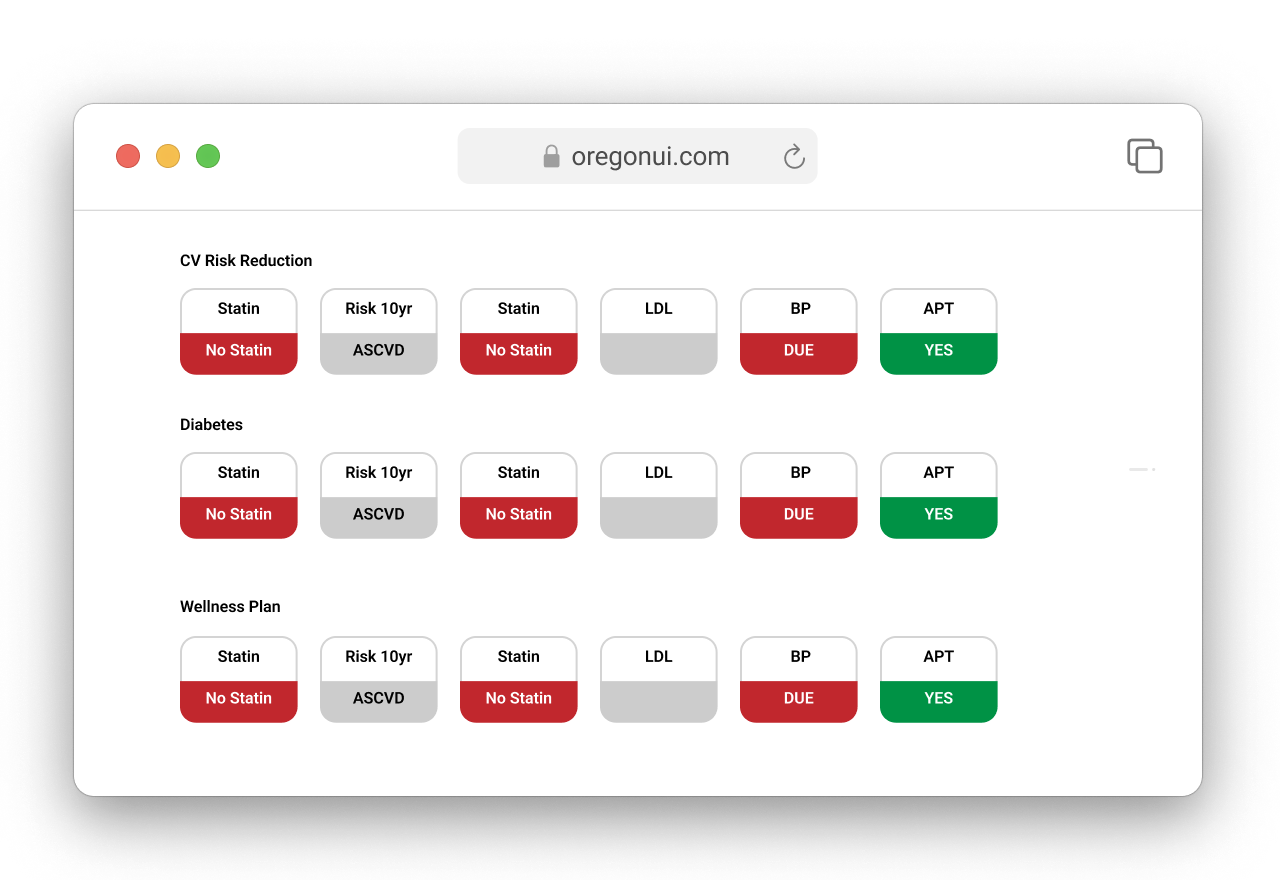 oregonui.com
CV Risk Reduction
Statin Risk 10yr Statin LDL BP APT
No Statin ASCVD No Statin DUE YES
Diabetes
Statin Risk 10yr Statin LDL BP APT
No Statin ASCVD No Statin DUE YES
Wellness Plan
Statin Risk 10yr Statin LDL BP APT
No Statin ASCVD No Statin DUE YES